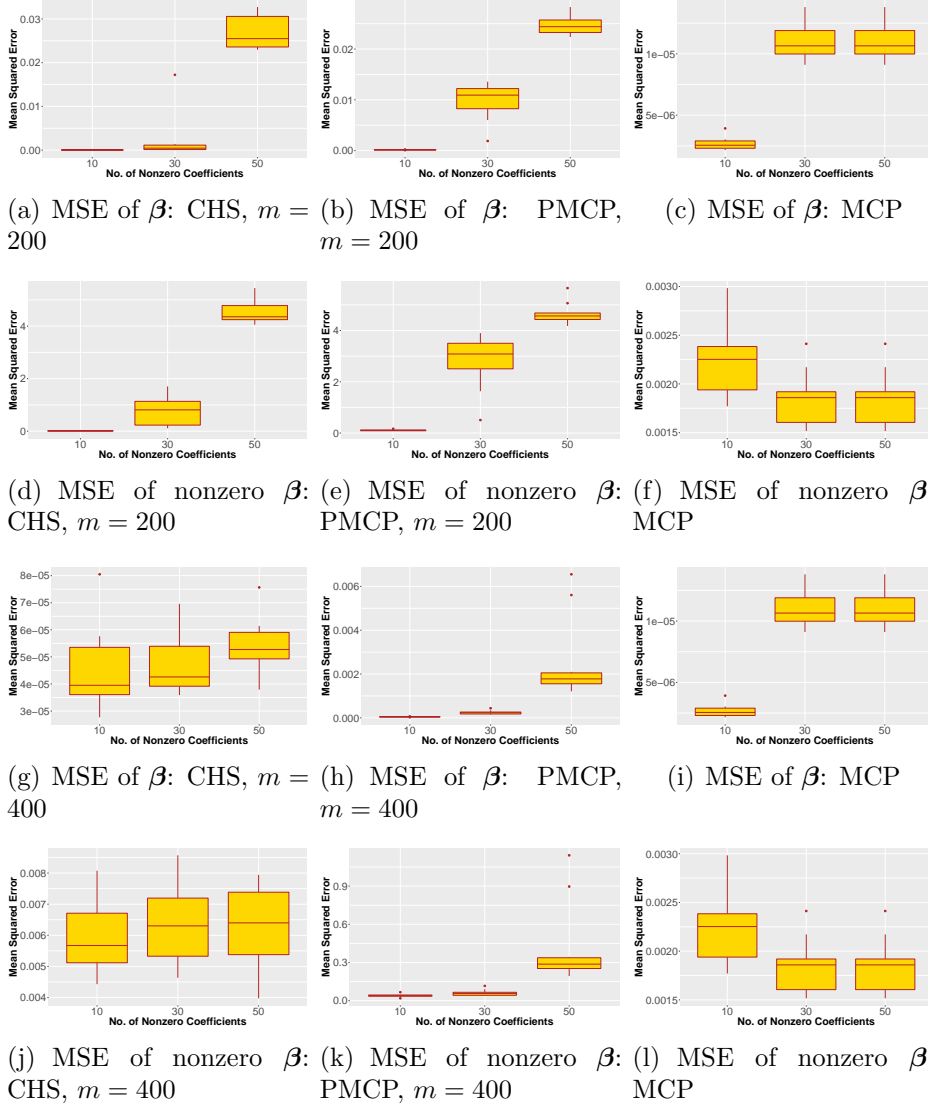 0.03
0.02
0.01
0.00
Mean Squared Error
10
30
50
No. of Nonzero Coefficients
0.02
0.01
0.00
Mean Squared Error
10
30
50
No. of Nonzero Coefficients
1e−05
5e−06
Mean Squared Error
10
30
50
No. of Nonzero Coefficients
(a) MSE of β: CHS, m =
200
(b) MSE of β: PMCP,
m = 200
(c) MSE of β: MCP
4
2
0
Mean Squared Error
10
30
50
No. of Nonzero Coefficients
4
2
0
Mean Squared Error
10
30
50
No. of Nonzero Coefficients
0.0030
0.0025
0.0020
0.0015
Mean Squared Error
10
30
50
No. of Nonzero Coefficients
(d) MSE of nonzero β:
CHS, m = 200
(e) MSE of nonzero β:
PMCP, m = 200
(f) MSE of nonzero β
MCP
8e−05
7e−05
6e−05
5e−05
4e−05
3e−05
Mean Squared Error
10
30
50
No. of Nonzero Coefficients
0.006
0.004
0.002
0.000
Mean Squared Error
10
30
50
No. of Nonzero Coefficients
1e−05
5e−06
Mean Squared Error
10
30
50
No. of Nonzero Coefficients
(g) MSE of β: CHS, m =
400
(h) MSE of β: PMCP,
m = 400
(i) MSE of β: MCP
0.008
0.007
0.006
0.005
0.004
Mean Squared Error
10
30
50
No. of Nonzero Coefficients
0.9
0.6
0.3
0.0
Mean Squared Error
10
30
50
No. of Nonzero Coefficients
0.0030
0.0025
0.0020
0.0015
Mean Squared Error
10
30
50
No. of Nonzero Coefficients
(j) MSE of nonzero β:
CHS, m = 400
(k) MSE of nonzero β:
PMCP, m = 400
(l) MSE of nonzero β
MCP